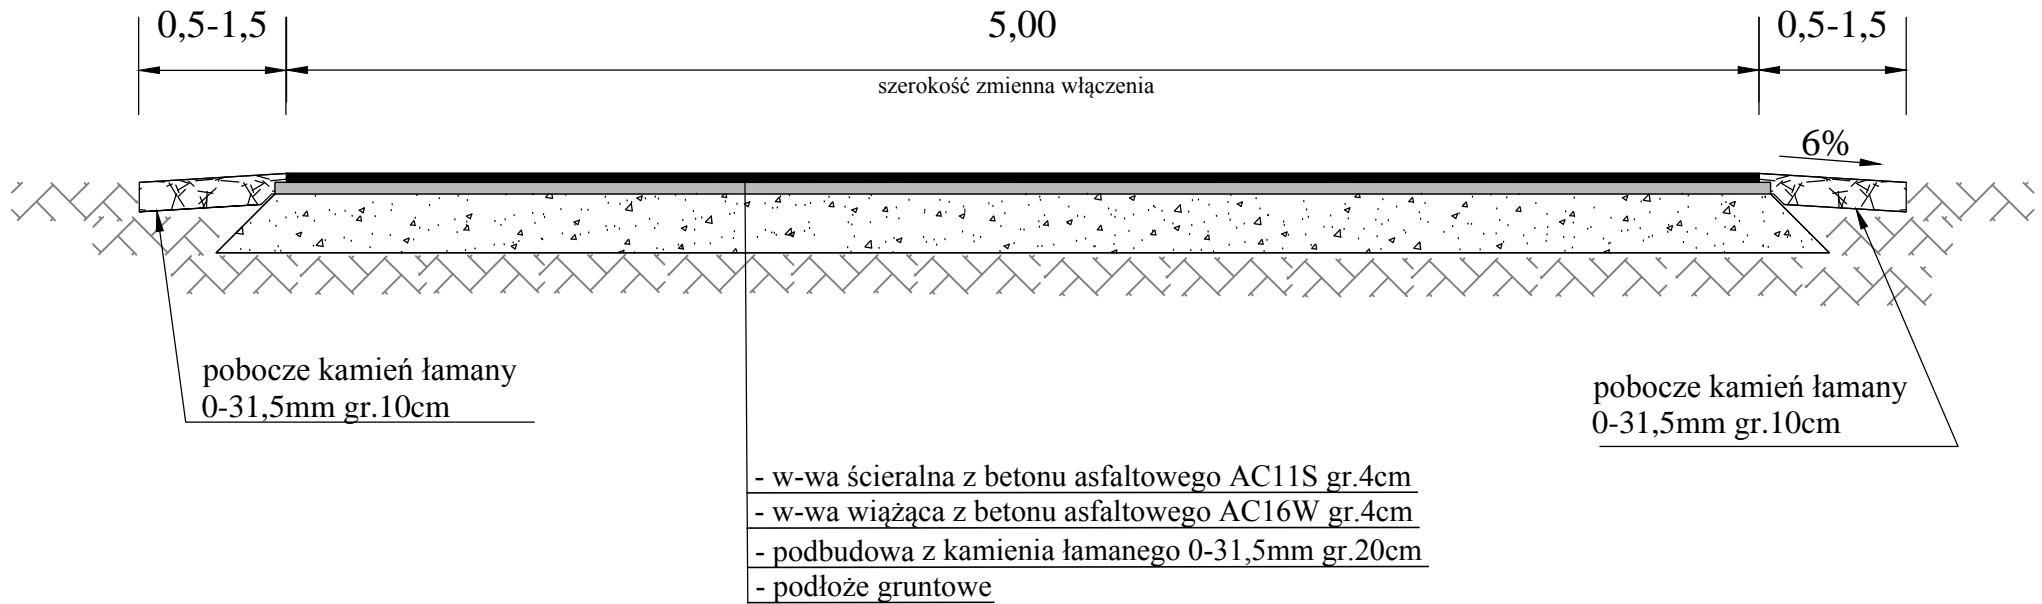 0,5-1,5
5,00
0,5-1,5
szerokość zmienna włączenia
6%
pobocze kamień łamany
0-31,5mm gr.10cm
pobocze kamień łamany
0-31,5mm gr.10cm
- w-wa ścieralna z betonu asfaltowego AC11S gr.4cm
- w-wa wiążąca z betonu asfaltowego AC16W gr.4cm
- podbudowa z kamienia łamanego 0-31,5mm gr.20cm
- podłoże gruntowe